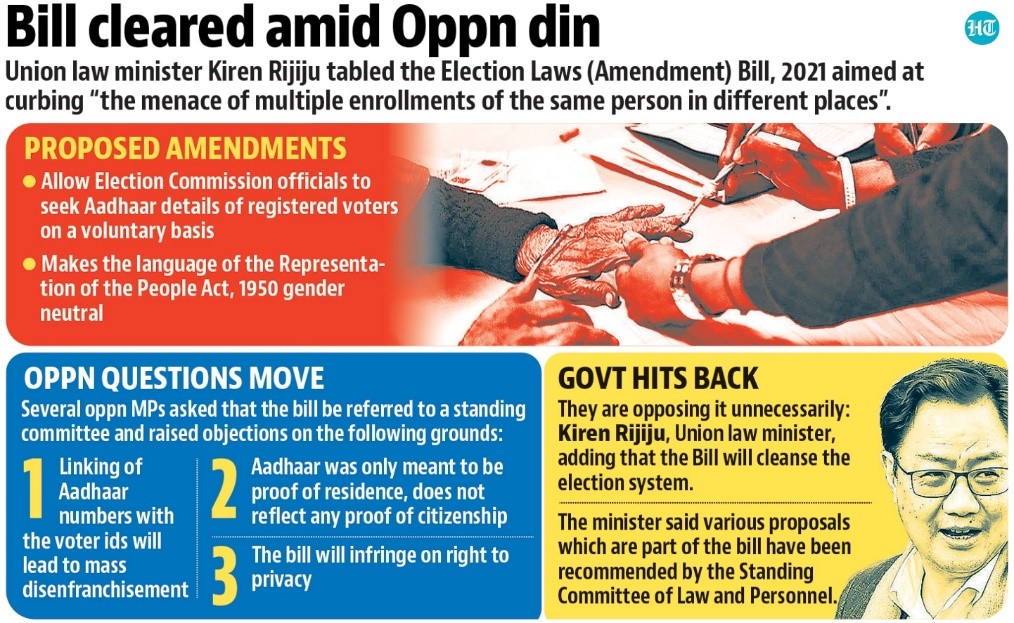 Bill cleared amid Oppn din
HT
Union law minister Kiren Rijiju tabled the Election Laws (Amendment) Bill, 2021 aimed at
curbing “the menace of multiple enrollments of the same person in different places”.
PROPOSED AMENDMENTS
● Allow Election Commission officials to
seek Aadhaar details of registered voters
on a voluntary basis
● Makes the language of the Representa-
tion of the People Act, 1950 gender
neutral
OPPN QUESTIONS MOVE
Several oppn MPs asked that the bill be referred to a standing
committee and raised objections on the following grounds:
1 Linking of
Aadhaar
numbers with
the voter ids will
lead to mass
disenfranchisement
2 Aadhaar was only meant to be
proof of residence, does not
reflect any proof of citizenship
3 The bill will infringe on right to
privacy
GOVT HITS BACK
They are opposing it unnecessarily:
Kiren Rijiju, Union law minister,
adding that the Bill will cleanse the
election system.
The minister said various proposals
which are part of the bill have been
recommended by the Standing
Committee of Law and Personnel.